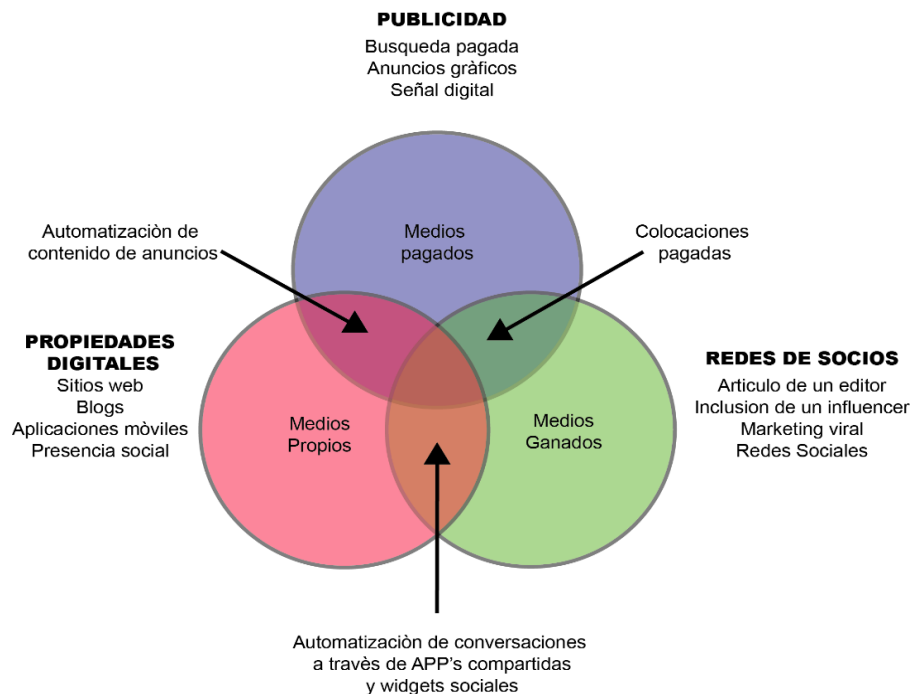 PUBLICIDAD
Busqueda pagada
Anuncios gràficos
Señal digital
Automatizaciòn de
contenido de anuncios
Medios
pagados
Colocaciones
pagadas
PROPIEDADES
DIGITALES
Sitios web
Blogs
Aplicaciones mòviles
Presencia social
Medios
Propios
Medios
Ganados
REDES DE SOCIOS
Articulo de un editor
Inclusion de un influencer
Marketing viral
Redes Sociales
Automatizaciòn de conversaciones
a travès de APP's compartidas
y widgets sociales